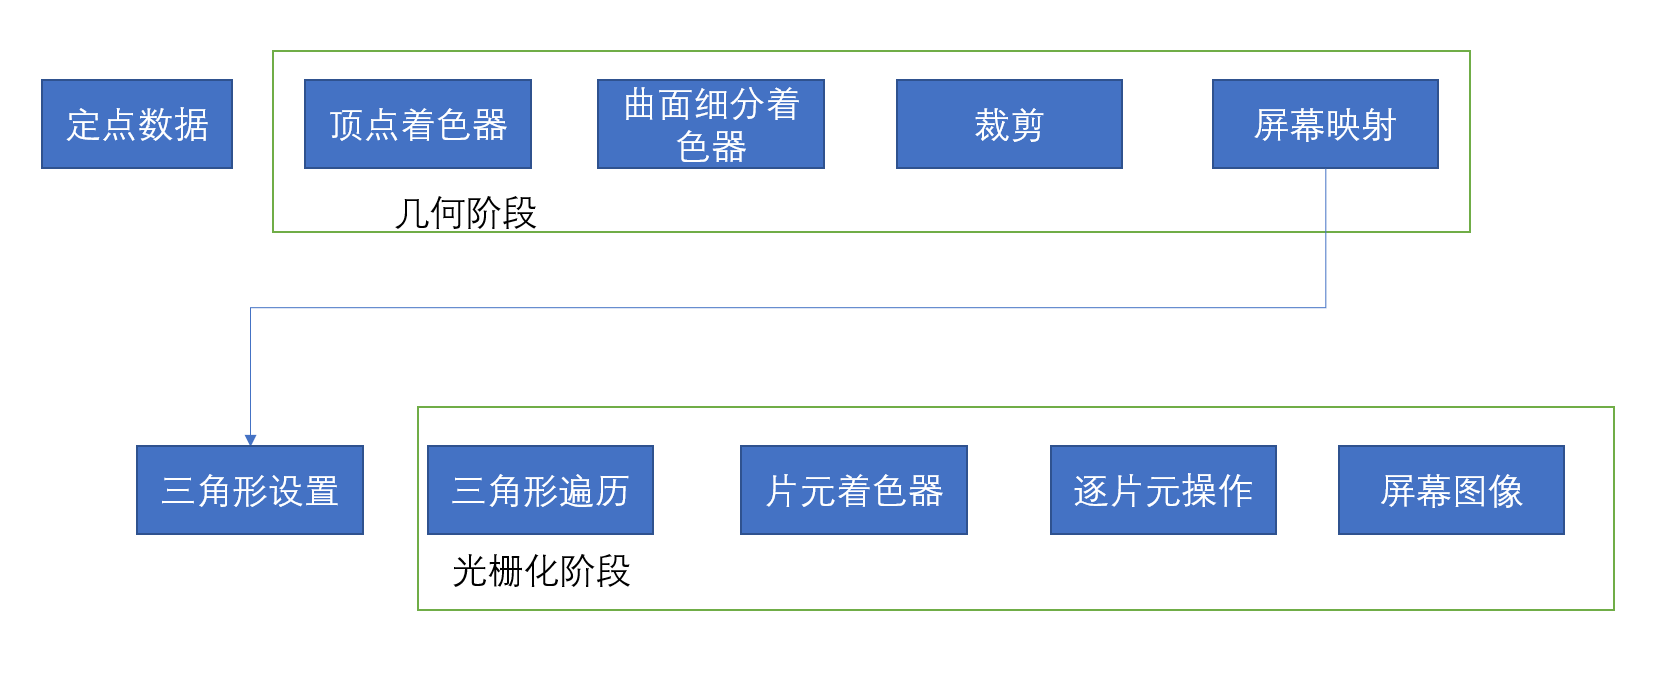 定点数据
顶点着色器
曲面细分着
色器
裁剪
屏幕映射
几何阶段
三角形设置
三角形遍历
片元着色器
逐片元操作
屏幕图像
光栅化阶段